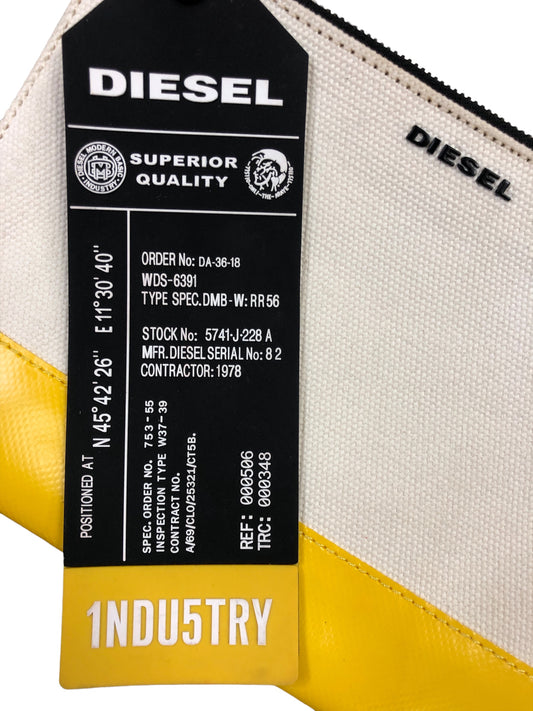 DIESEL
DIESEL MODERN BASIC
INDUSTRY
SUPERIOR
QUALITY
ORDER No: DA-36-18
WDS-6391
TYPE SPEC.DMB-W: RR 56
STOCK No: 5741-J-228 A
MFR.DIESEL SERIAL No: 8 2
CONTRACTOR: 1978
POSITIONED AT N 45° 42' 26" E 11° 30' 40"
SPEC. ORDER NO. 753-55
INSPECTION TYPE W37-39
CONTRACT NO.
A/69/CLO/25321/CT5B.
REF: 000506
TRC: 000348
1NDU5TRY
DIESEL